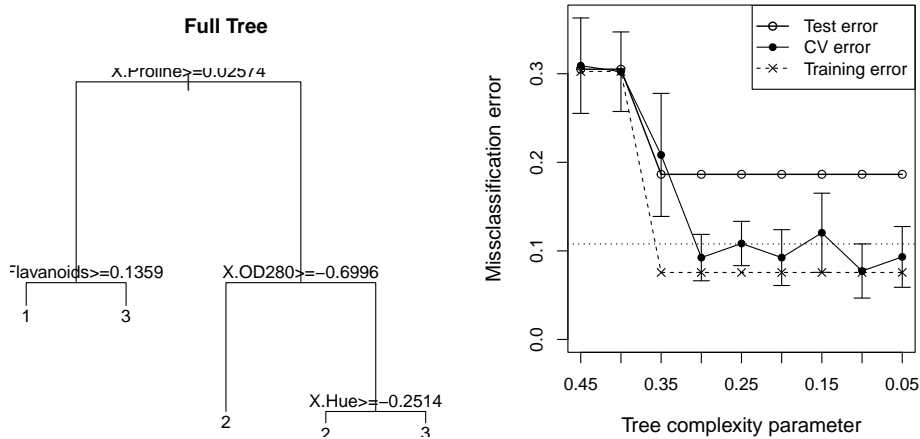 Full Tree
X.Proline>=0.02574
Flavanoids>=0.1359
X.OD280>=−0.6996
1
3
2
X.Hue>=−0.2514
2
3
Test error
CV error
Training error
Missclassification error
0.3
0.2
0.1
0.0
0.45
0.35
0.25
0.15
0.05
Tree complexity parameter